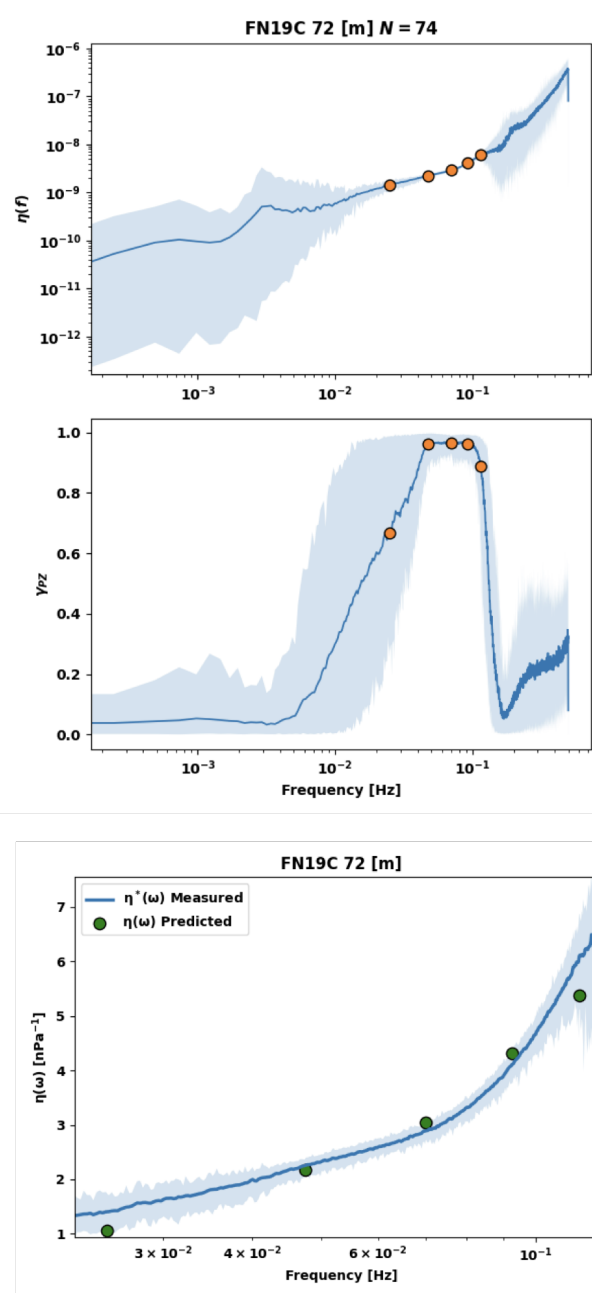 FN19C 72 [m] N = 74
10⁻⁶
10⁻⁷
10⁻⁸
10⁻⁹
10⁻¹⁰
10⁻¹¹
10⁻¹²
η(f)
10⁻³ 10⁻² 10⁻¹
1.0
0.8
0.6
0.4
0.2
0.0
γPZ
10⁻³ 10⁻² 10⁻¹
Frequency [Hz]
FN19C 72 [m]
η*(ω) Measured
η(ω) Predicted
7
6
5
4
3
2
1
η(ω) [nPa⁻¹]
3 × 10⁻² 4 × 10⁻² 6 × 10⁻² 10⁻¹
Frequency [Hz]